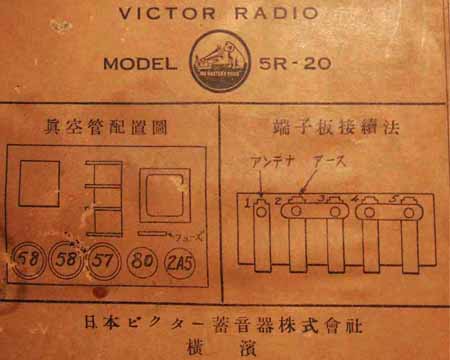 VICTOR RADIO
MODEL 5R-20
HIS MASTER'S VOICE
眞空管配置圖
端子板接續法
アンテナ アース
1 2 3 4 5
フューズ
58 58 57 80 2A5
日本ビクター蓄音器株式會社
横濱